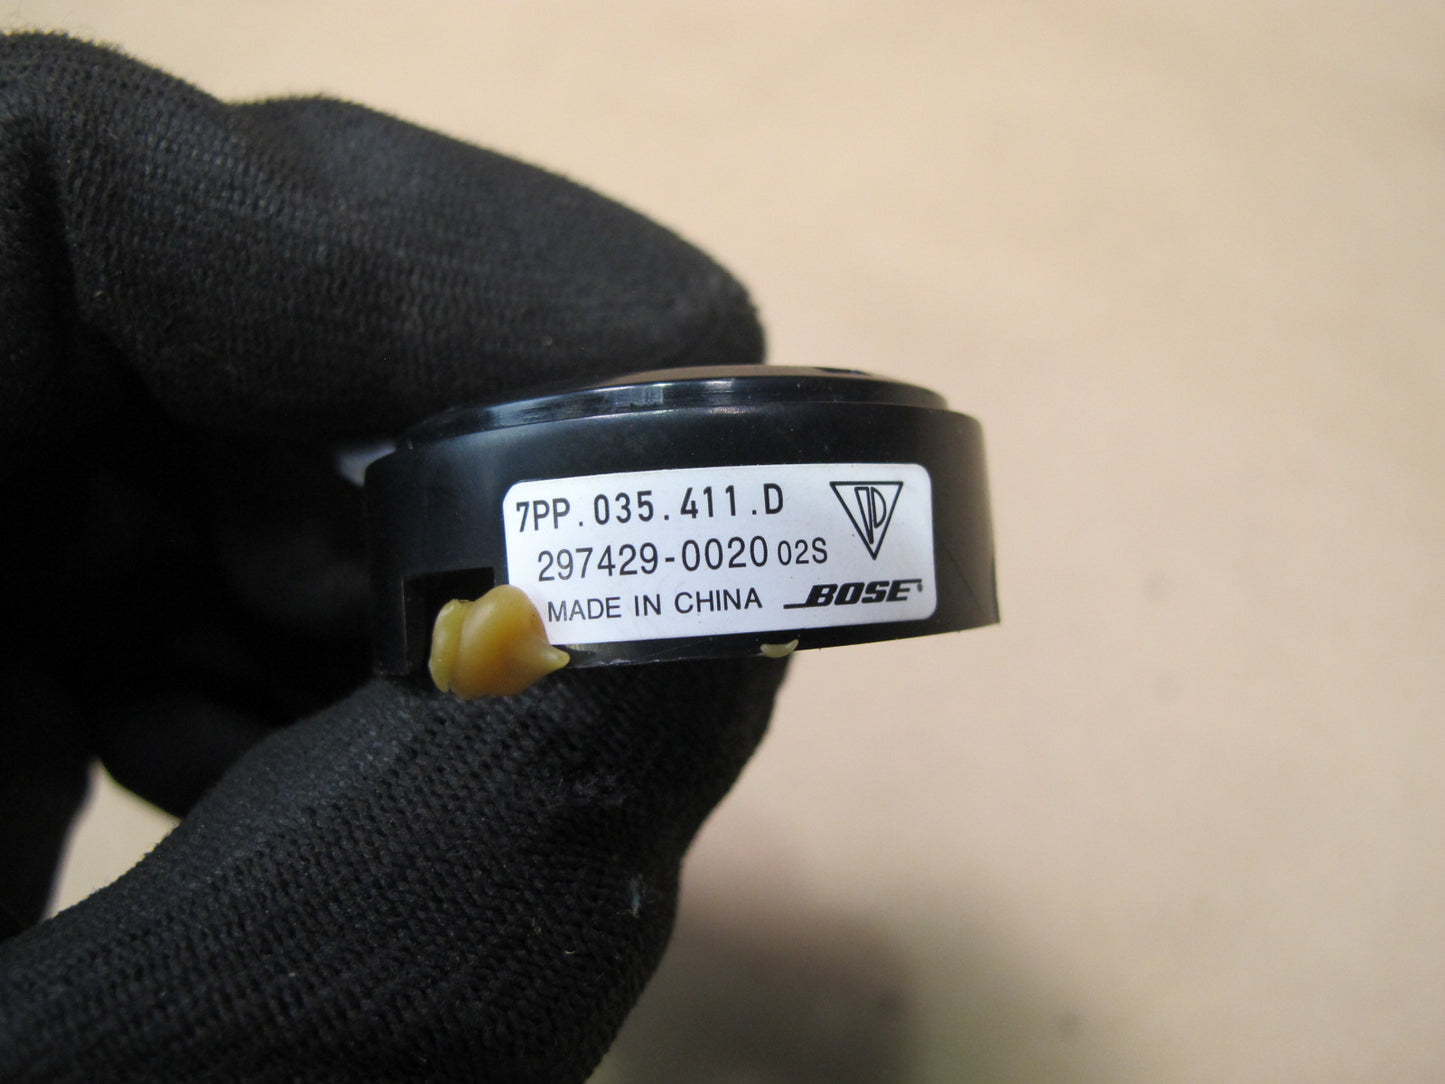 7PP.035.411.D
297429-0020 02S
MADE IN CHINA BOSE®